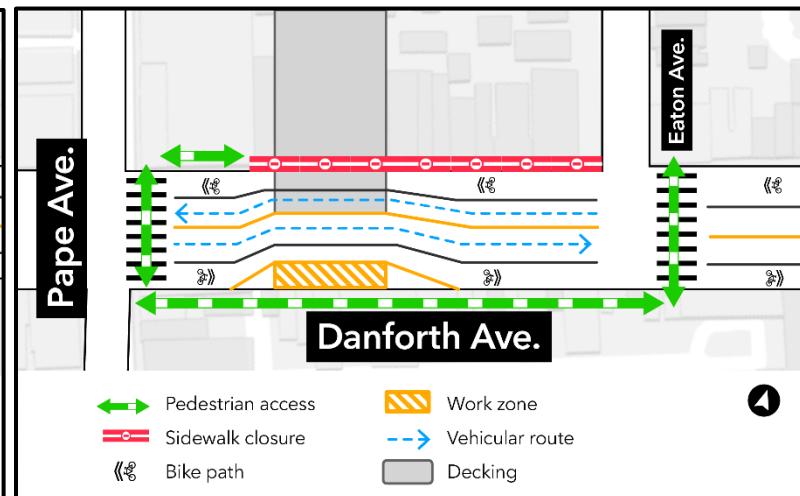 Eaton Ave.
Pape Ave.
Danforth Ave.
Pedestrian access
Work zone
Sidewalk closure
Vehicular route
Bike path
Decking